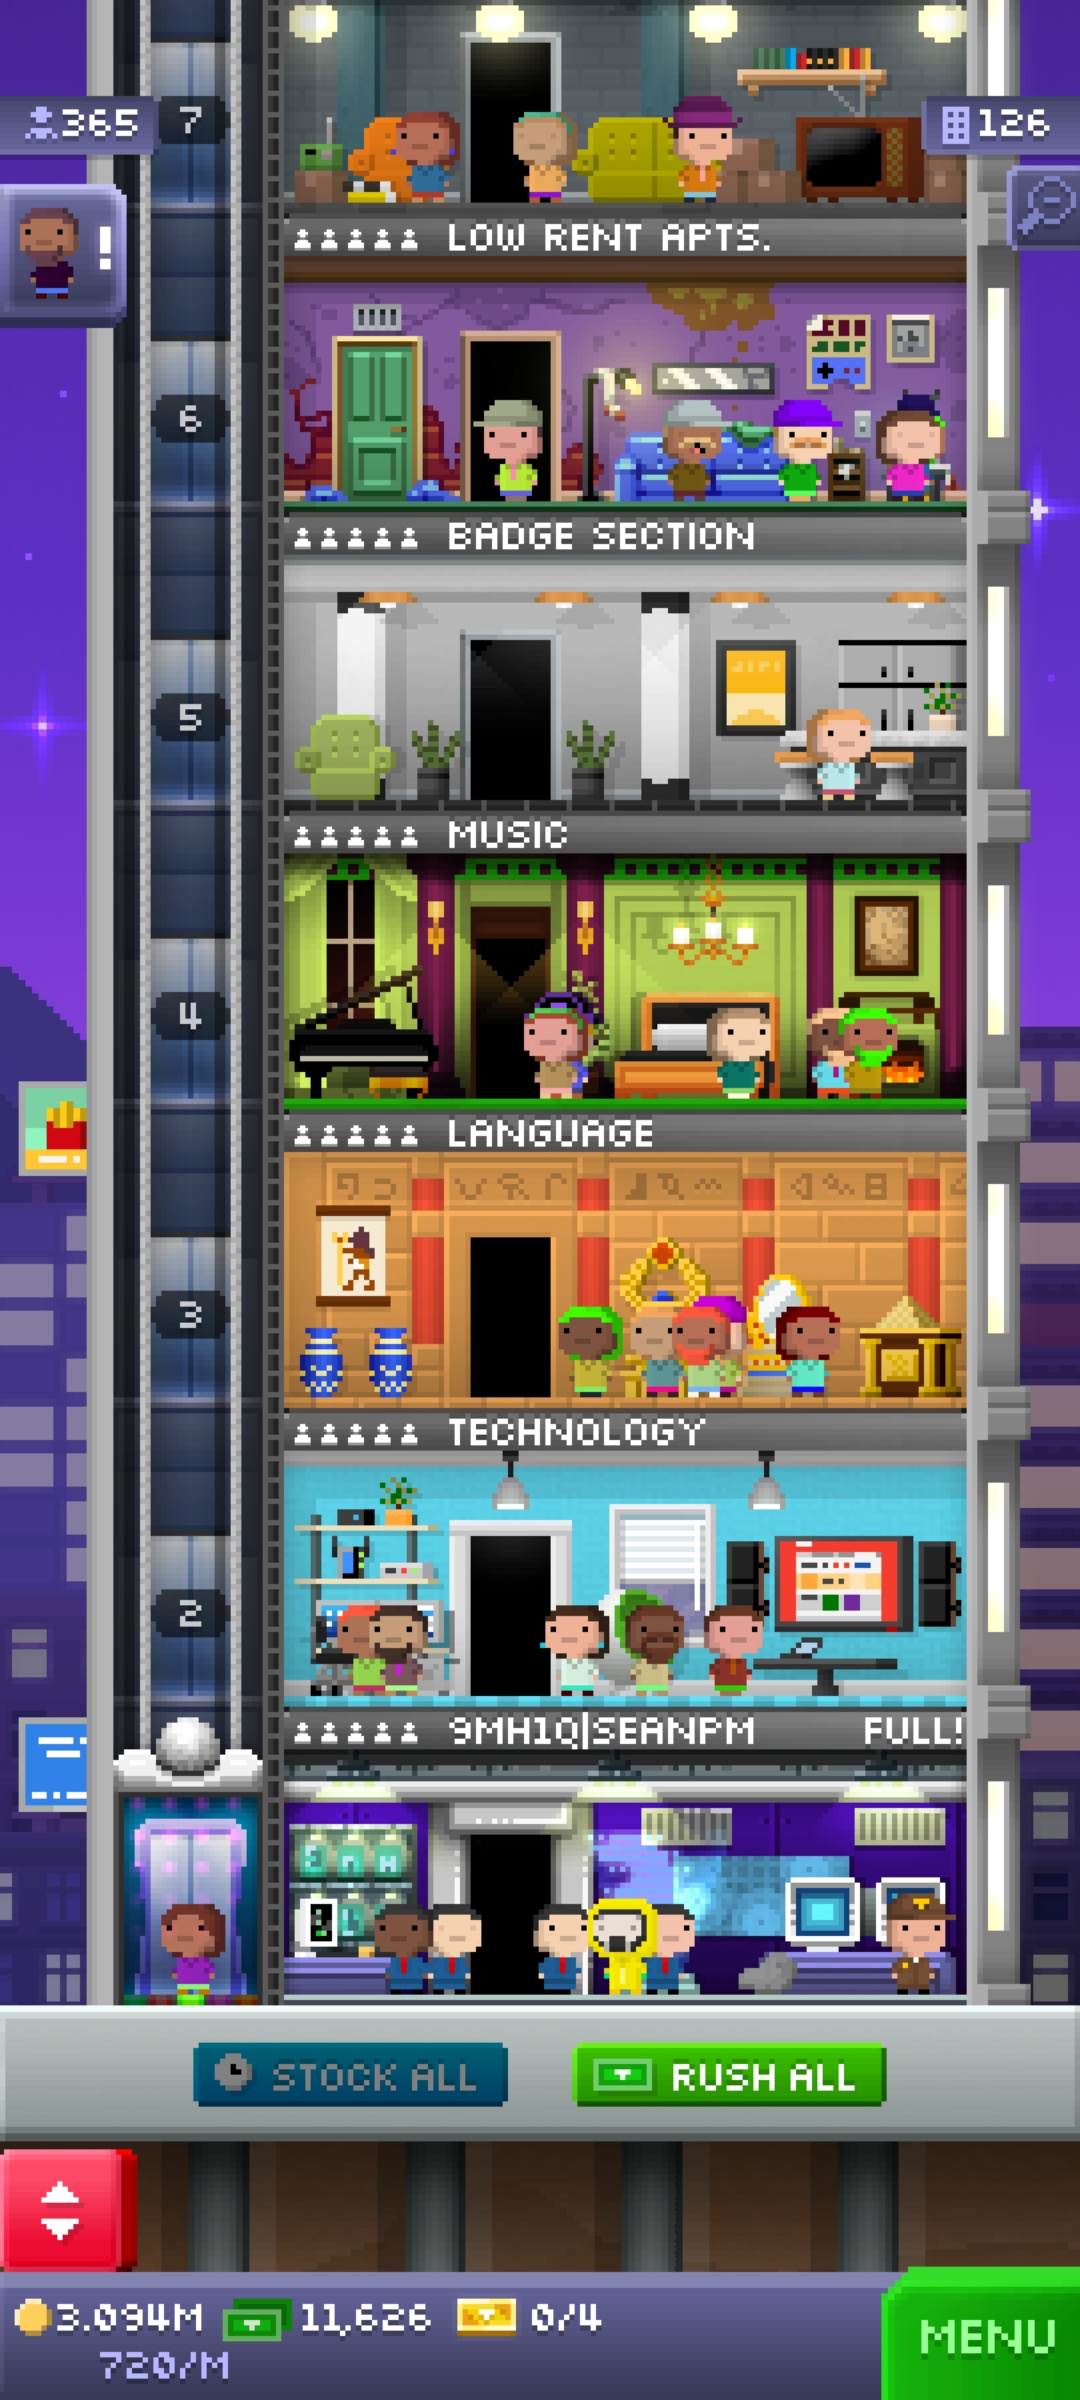 7
365
126
!
LOW RENT APTS.
6
BADGE SECTION
5
MUSIC
4
LANGUAGE
3
TECHNOLOGY
2
9MH1Q|SEANPM FULL!
STOCK ALL
RUSH ALL
3.094M 11,626 0/4
720/M
MENU